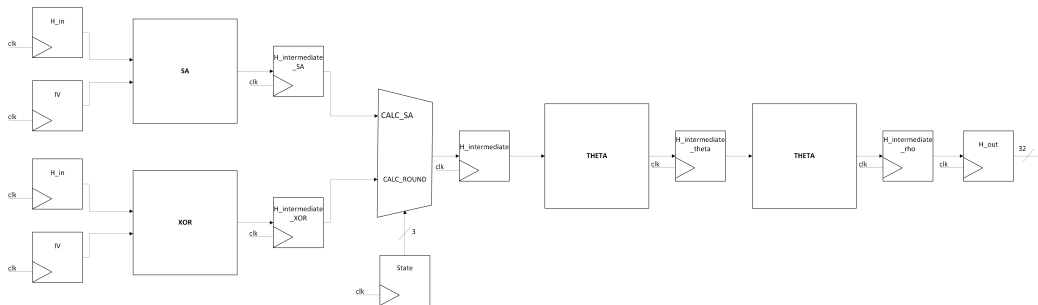 H_in
clk
SA
H_intermediate
_SA
clk
IV
clk
CALC_SA
H_intermediate
clk
THETA
H_intermediate
_theta
clk
THETA
H_intermediate
_rho
clk
H_out
clk
32
H_in
clk
XOR
H_intermediate
_XOR
clk
CALC_ROUND
IV
clk
3
State
clk